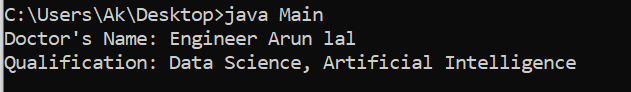 C:\Users\Ak\Desktop>java Main
Doctor's Name: Engineer Arun lal
Qualification: Data Science, Artificial Intelligence